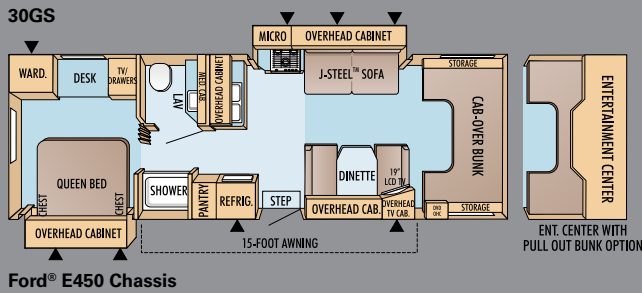 30GS
MICRO
OVERHEAD CABINET
WARD.
DESK
TV/
DRAWERS
LAV
MED. CAB.
OVERHEAD CABINET
J-STEEL™ SOFA
STORAGE
CAB-OVER BUNK
ENTERTAINMENT CENTER
QUEEN BED
CHEST
CHEST
SHOWER
PANTRY
REFRIG.
STEP
DINETTE
19"
LCD TV
OVERHEAD CAB.
OVERHEAD
TV CAB.
DVD
OHC
STORAGE
OVERHEAD CABINET
15-FOOT AWNING
ENT. CENTER WITH
PULL OUT BUNK OPTION
Ford® E450 Chassis